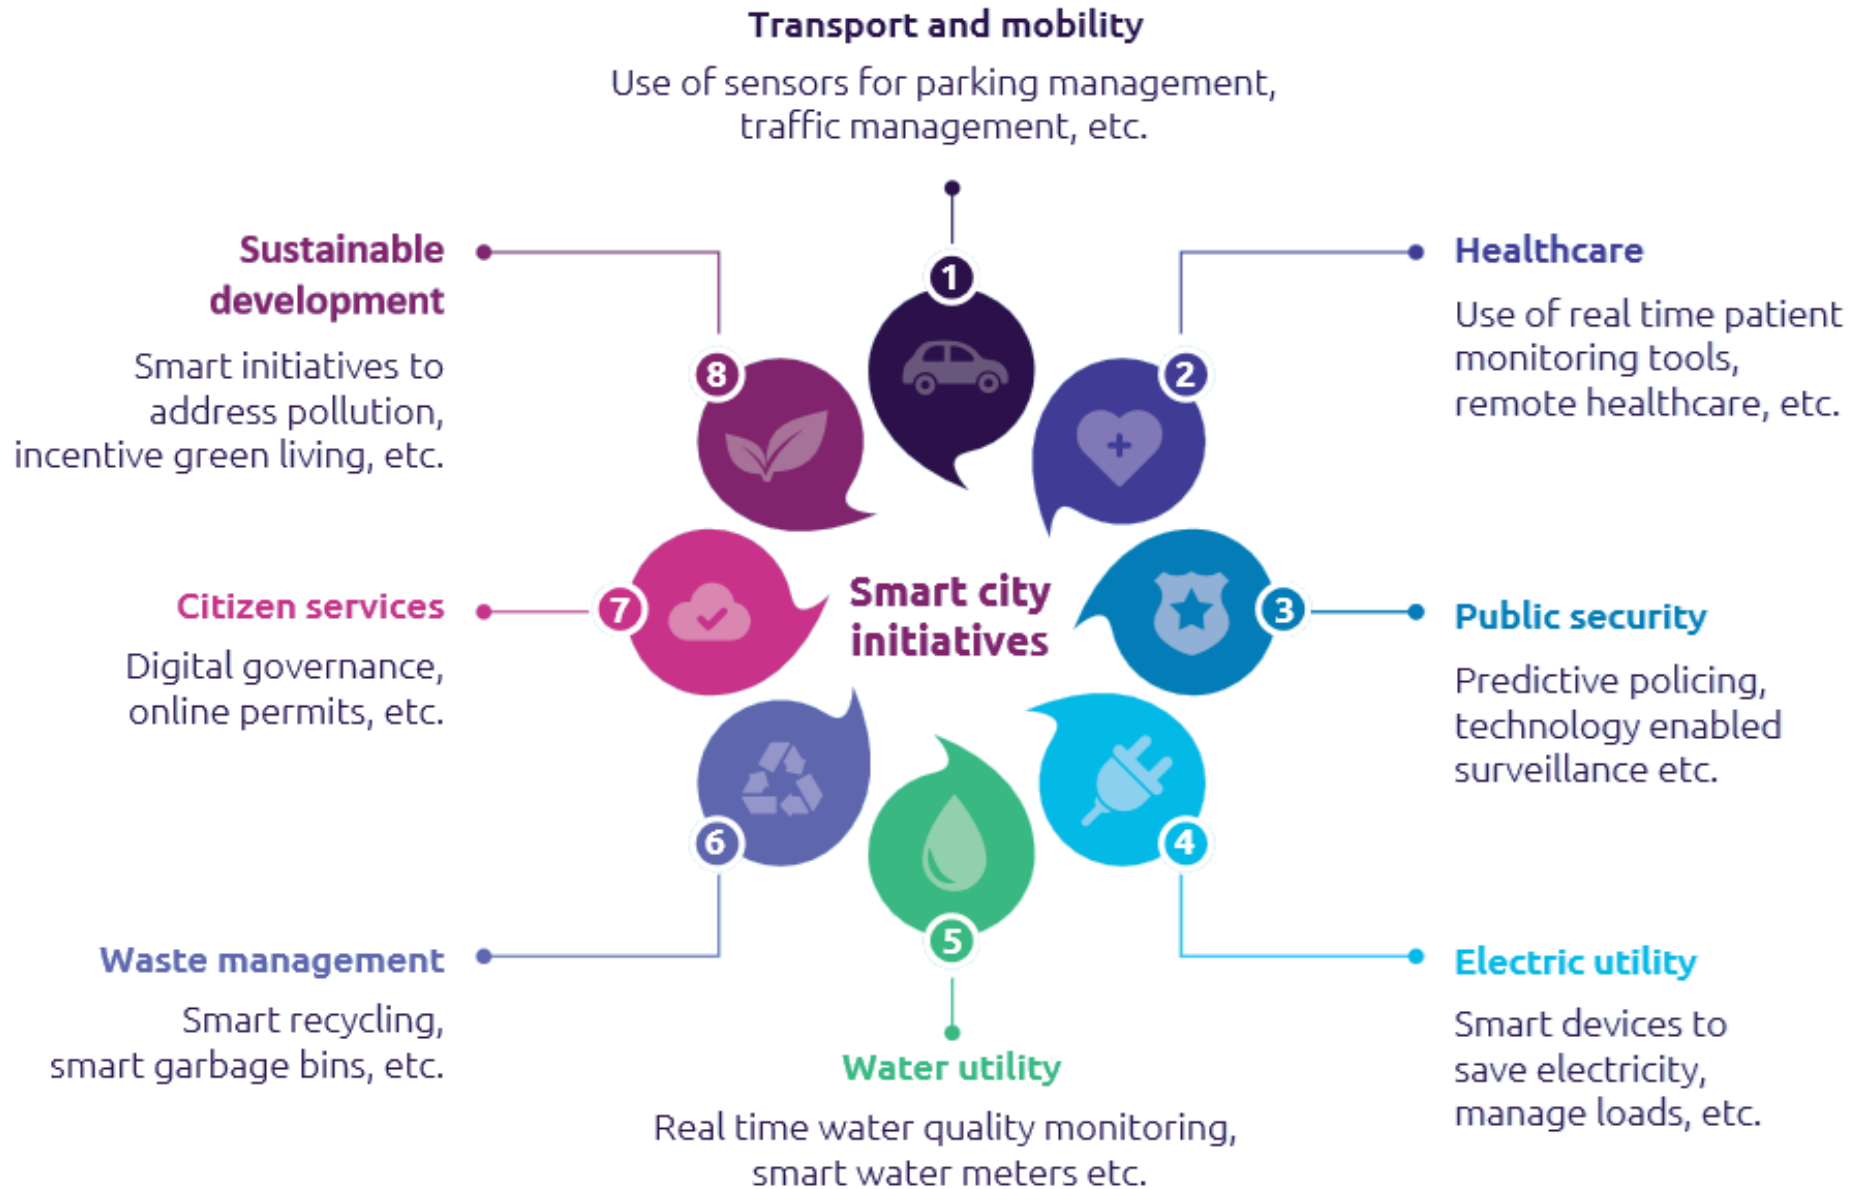 Transport and mobility
Use of sensors for parking management,
traffic management, etc.
1
Healthcare
Use of real time patient
monitoring tools,
remote healthcare, etc.
2
Public security
Predictive policing,
technology enabled
surveillance etc.
3
Electric utility
Smart devices to
save electricity,
manage loads, etc.
4
Water utility
Real time water quality monitoring,
smart water meters etc.
5
Waste management
Smart recycling,
smart garbage bins, etc.
6
Citizen services
Digital governance,
online permits, etc.
7
Sustainable
development
Smart initiatives to
address pollution,
incentive green living, etc.
8
Smart city
initiatives